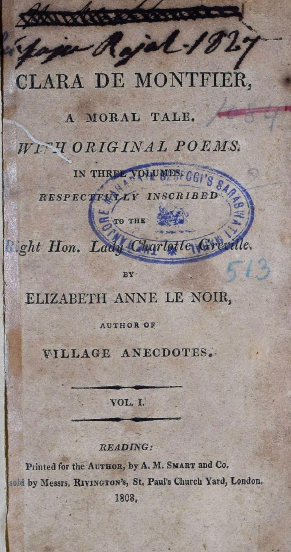 Rajah 1827
CLARA DE MONTFIER,
A MORAL TALE.
WITH ORIGINAL POEMS.
IN THREE VOLUMES.
RESPECTFULLY INSCRIBED
TO THE
Right Hon. Lady Charlotte Greville.
BY
513
ELIZABETH ANNE LE NOIR,
AUTHOR OF
VILLAGE ANECDOTES.
VOL. I.
READING:
Printed for the AUTHOR, by A. M. SMART and Co.
sold by Messrs. RIVINGTON'S, St. Paul's Church Yard, London.
1808,